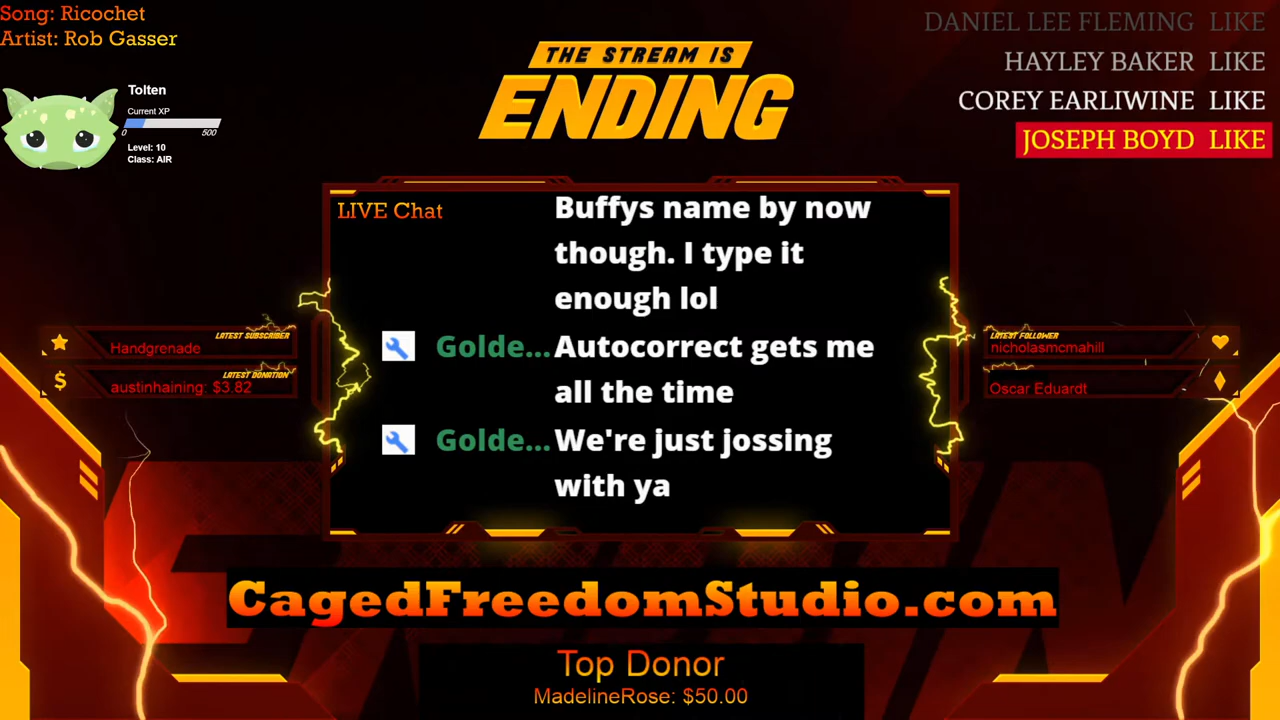 Song: Ricochet
Artist: Rob Gasser
Tolten
Current XP
0 500
Level: 10
Class: AIR
THE STREAM IS
ENDING
DANIEL LEE FLEMING LIKE
HAYLEY BAKER LIKE
COREY EARLIWINE LIKE
JOSEPH BOYD LIKE
LIVE Chat
Buffys name by now
though. I type it
enough lol
Golde... Autocorrect gets me
all the time
Golde... We're just jossing
with ya
LATEST SUBSCRIBER
Handgrenade
LATEST DONATION
$ austinhaining: $3.82
LATEST FOLLOWER
nicholasmcmahill
Oscar Eduardt
CagedFreedomStudio.com
Top Donor
MadelineRose: $50.00